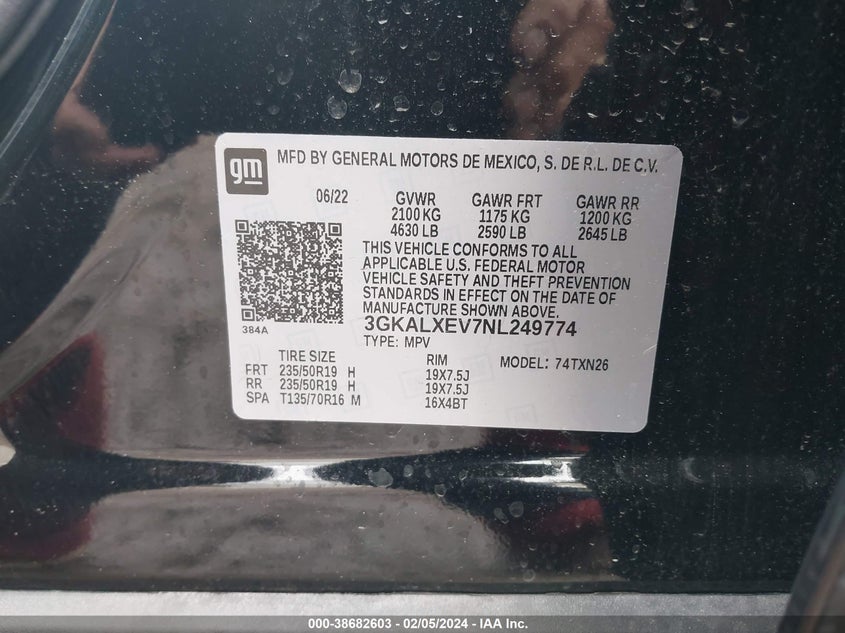 gm
MFD BY GENERAL MOTORS DE MEXICO, S. DE R.L. DE C.V.
06/22 GVWR GAWR FRT GAWR RR
2100 KG 1175 KG 1200 KG
4630 LB 2590 LB 2645 LB
THIS VEHICLE CONFORMS TO ALL
APPLICABLE U.S. FEDERAL MOTOR
VEHICLE SAFETY AND THEFT PREVENTION
STANDARDS IN EFFECT ON THE DATE OF
MANUFACTURE SHOWN ABOVE.
384A
3GKALXEV7NL249774
TYPE: MPV
TIRE SIZE RIM MODEL: 74TXN26
FRT 235/50R19 H 19X7.5J
RR 235/50R19 H 19X7.5J
SPA T135/70R16 M 16X4BT
000-38682603 - 02/05/2024 - IAA Inc.